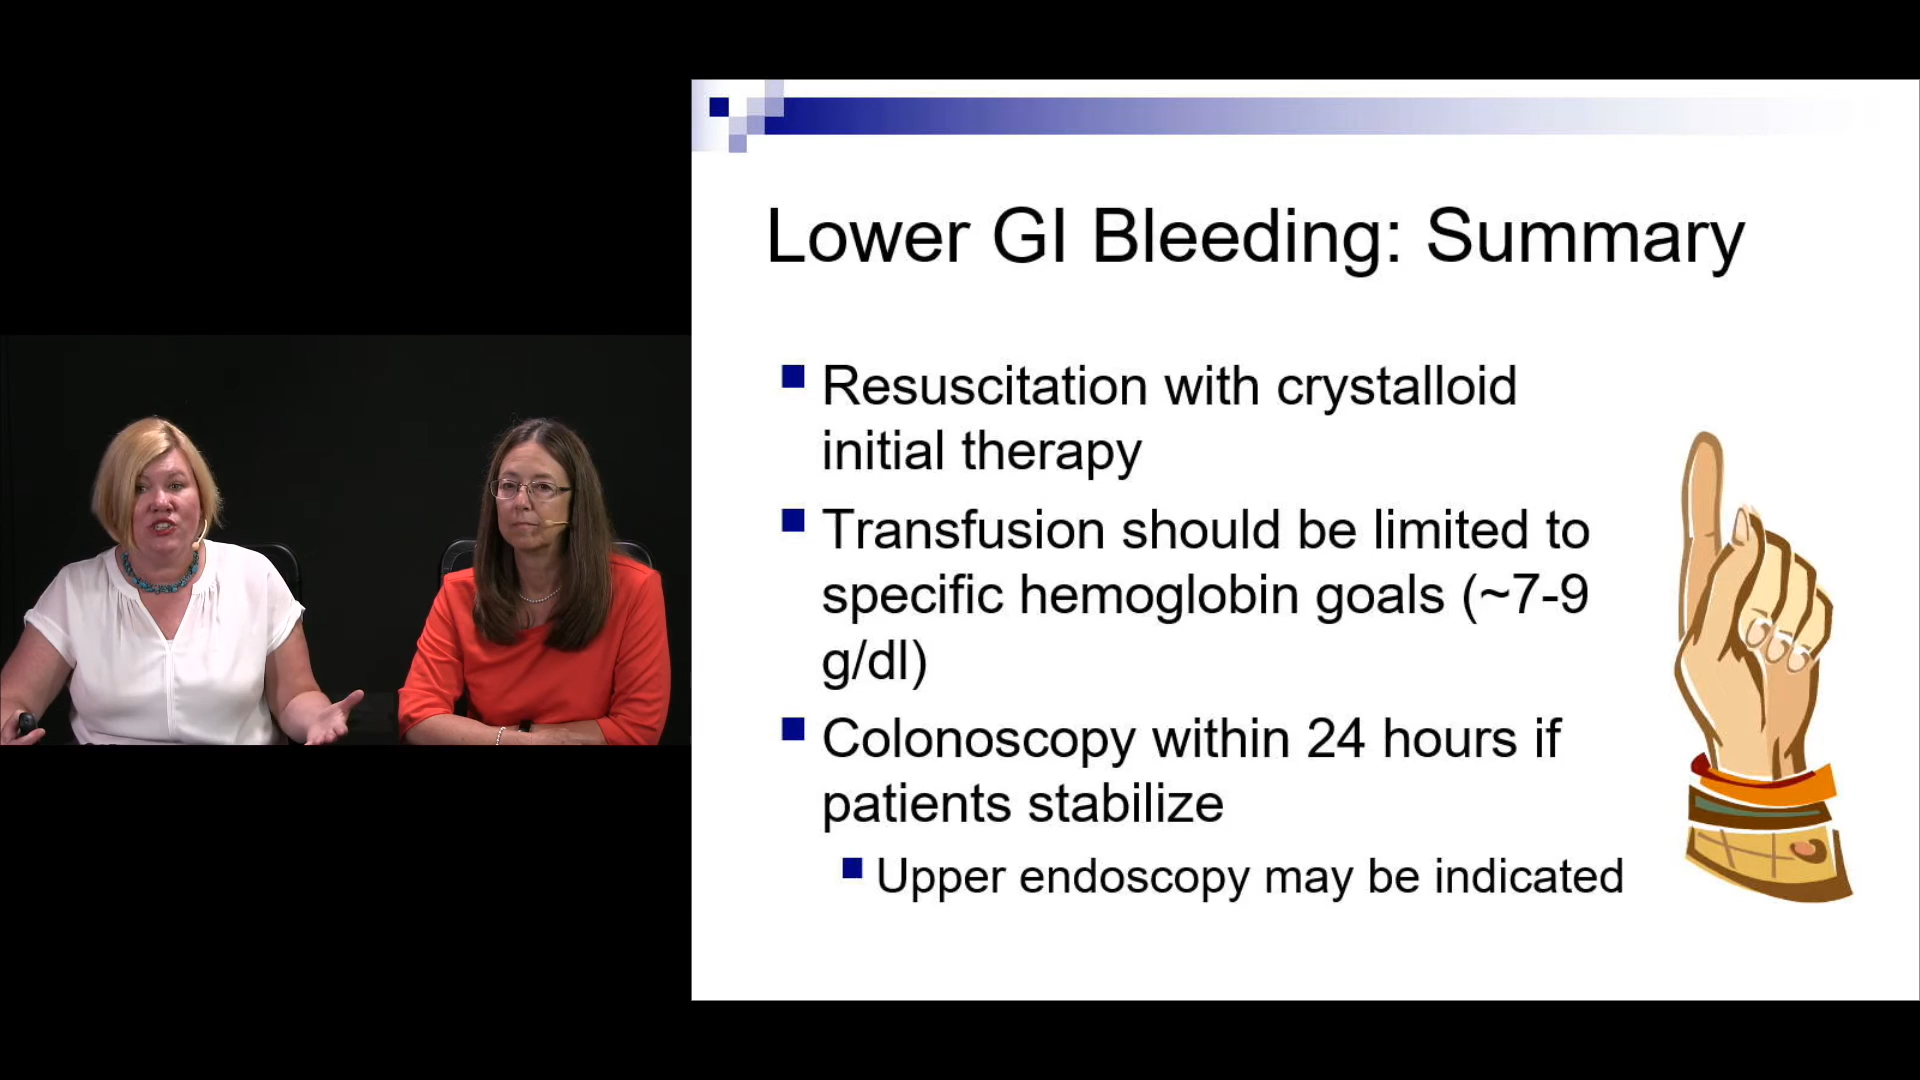 Lower GI Bleeding: Summary
Resuscitation with crystalloid
initial therapy
Transfusion should be limited to
specific hemoglobin goals (~7-9
g/dl)
Colonoscopy within 24 hours if
patients stabilize
Upper endoscopy may be indicated